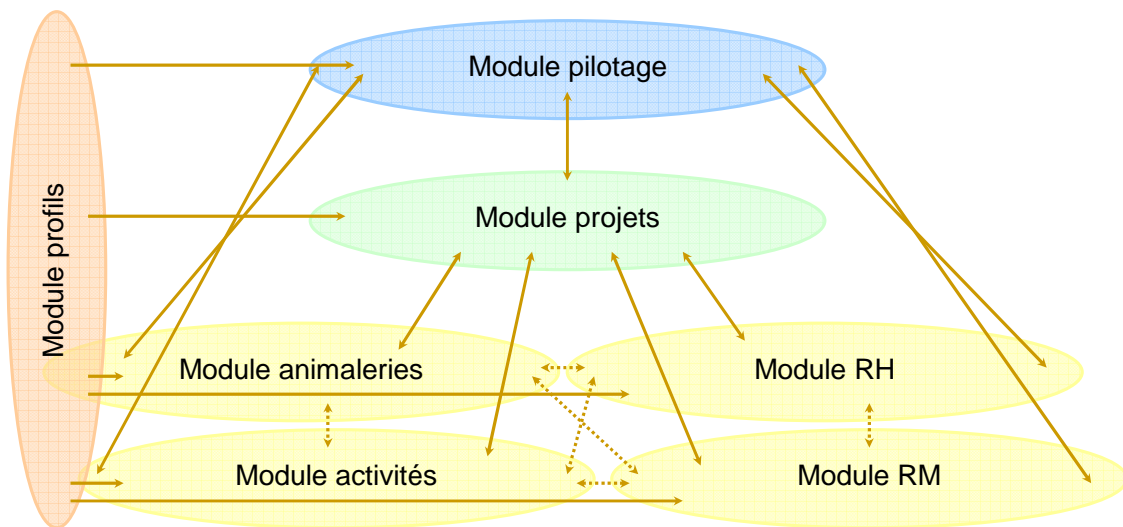 Module pilotage
Module profils
Module projets
Module animaleries
Module RH
Module activités
Module RM